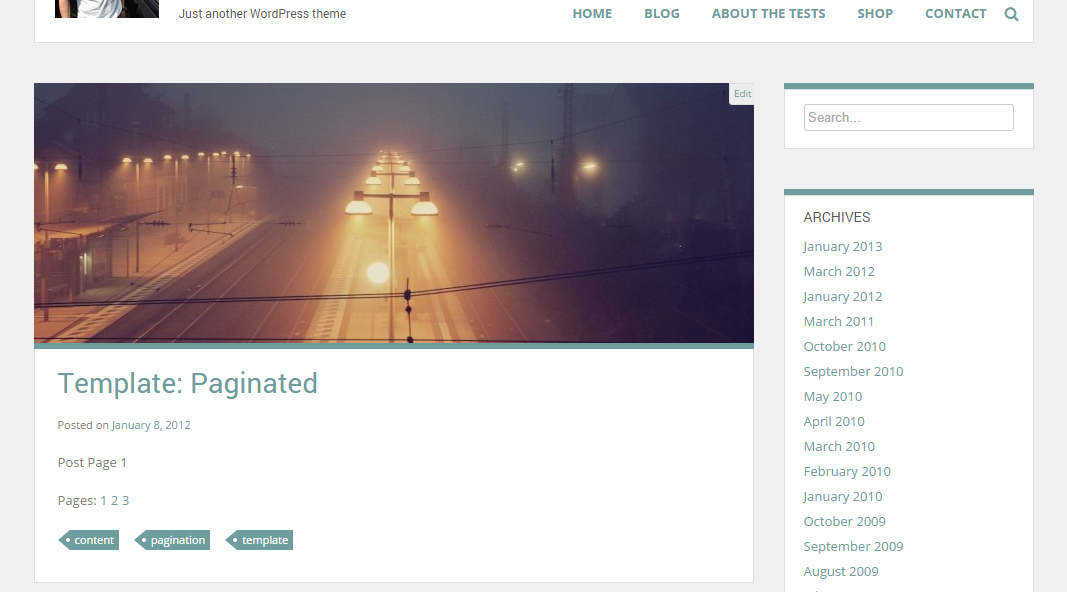 Just another WordPress theme
HOME BLOG ABOUT THE TESTS SHOP CONTACT
Edit
Template: Paginated
Posted on January 8, 2012
Post Page 1
Pages: 1 2 3
content pagination template
Search…
ARCHIVES
January 2013
March 2012
January 2012
March 2011
October 2010
September 2010
May 2010
April 2010
March 2010
February 2010
January 2010
October 2009
September 2009
August 2009